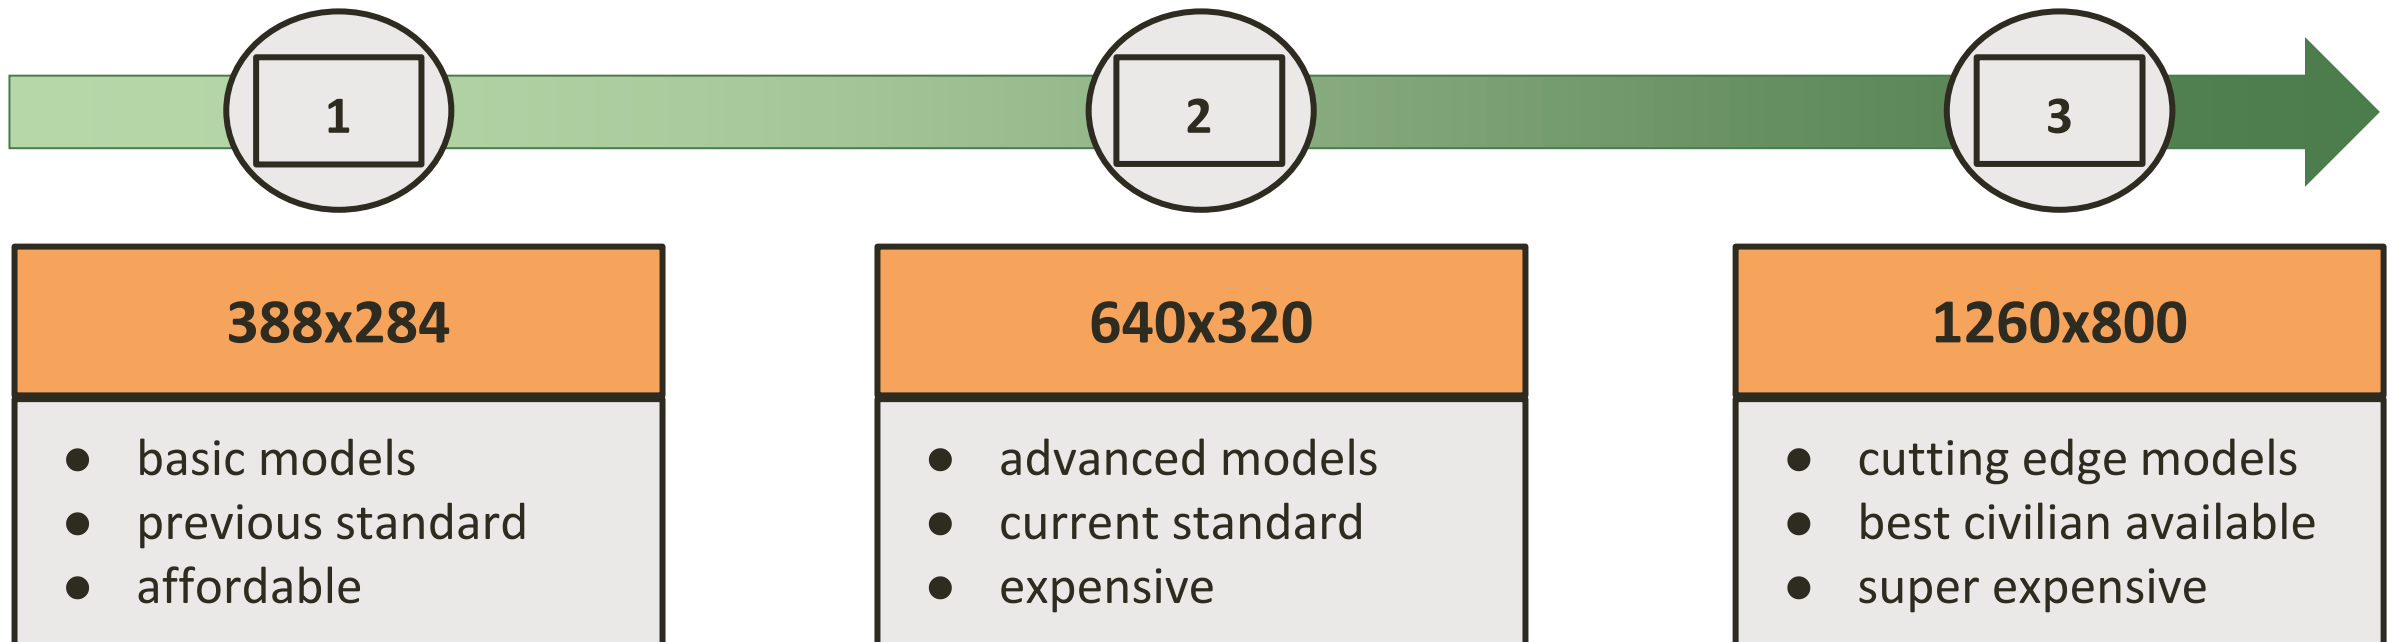 1
2
3
388x284
640x320
1260x800
● basic models
● previous standard
● affordable
● advanced models
● current standard
● expensive
● cutting edge models
● best civilian available
● super expensive